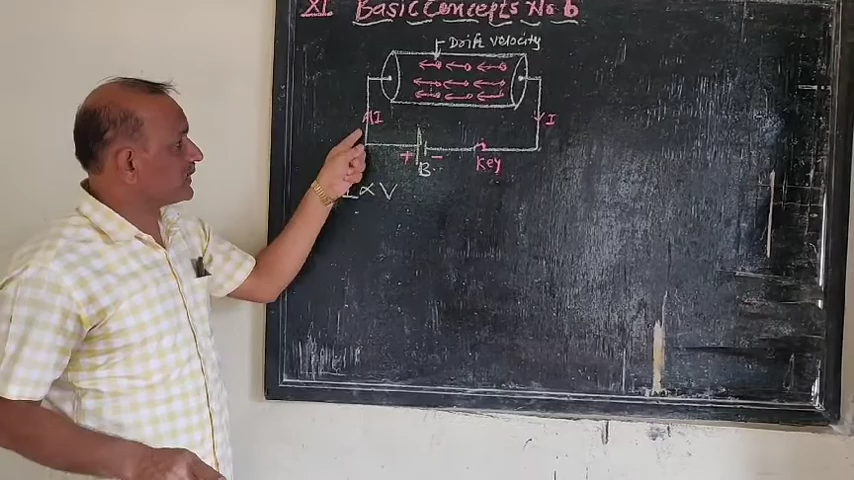 XI Basic Concepts No 6
Drift velocity
I
I
+ B - Key
I ∝ V